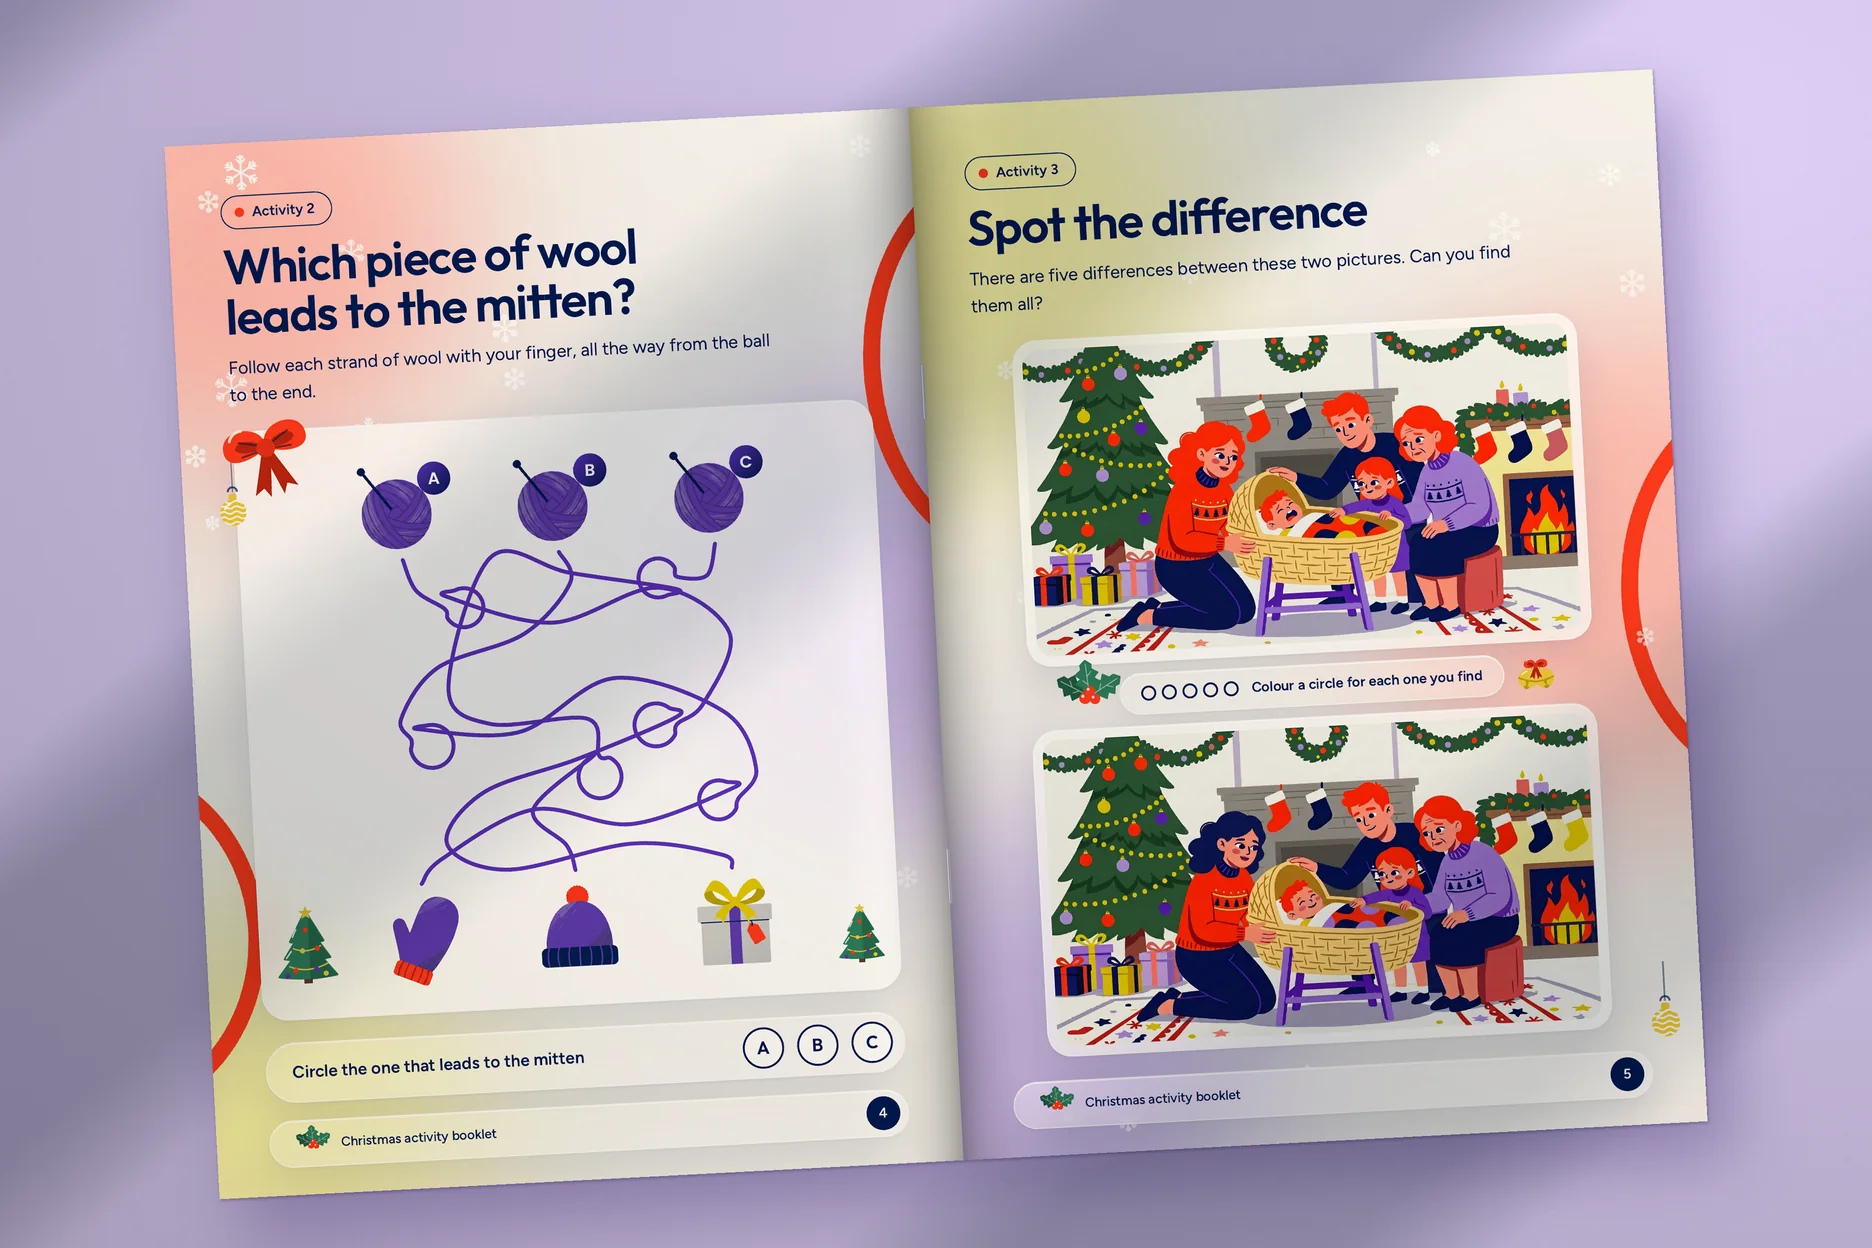 Activity 2
Which piece of wool
leads to the mitten?
Follow each strand of wool with your finger, all the way from the ball
to the end.
A
B
C
Circle the one that leads to the mitten
A B C
Christmas activity booklet
4
Activity 3
Spot the difference
There are five differences between these two pictures. Can you find
them all?
Colour a circle for each one you find
Christmas activity booklet
5